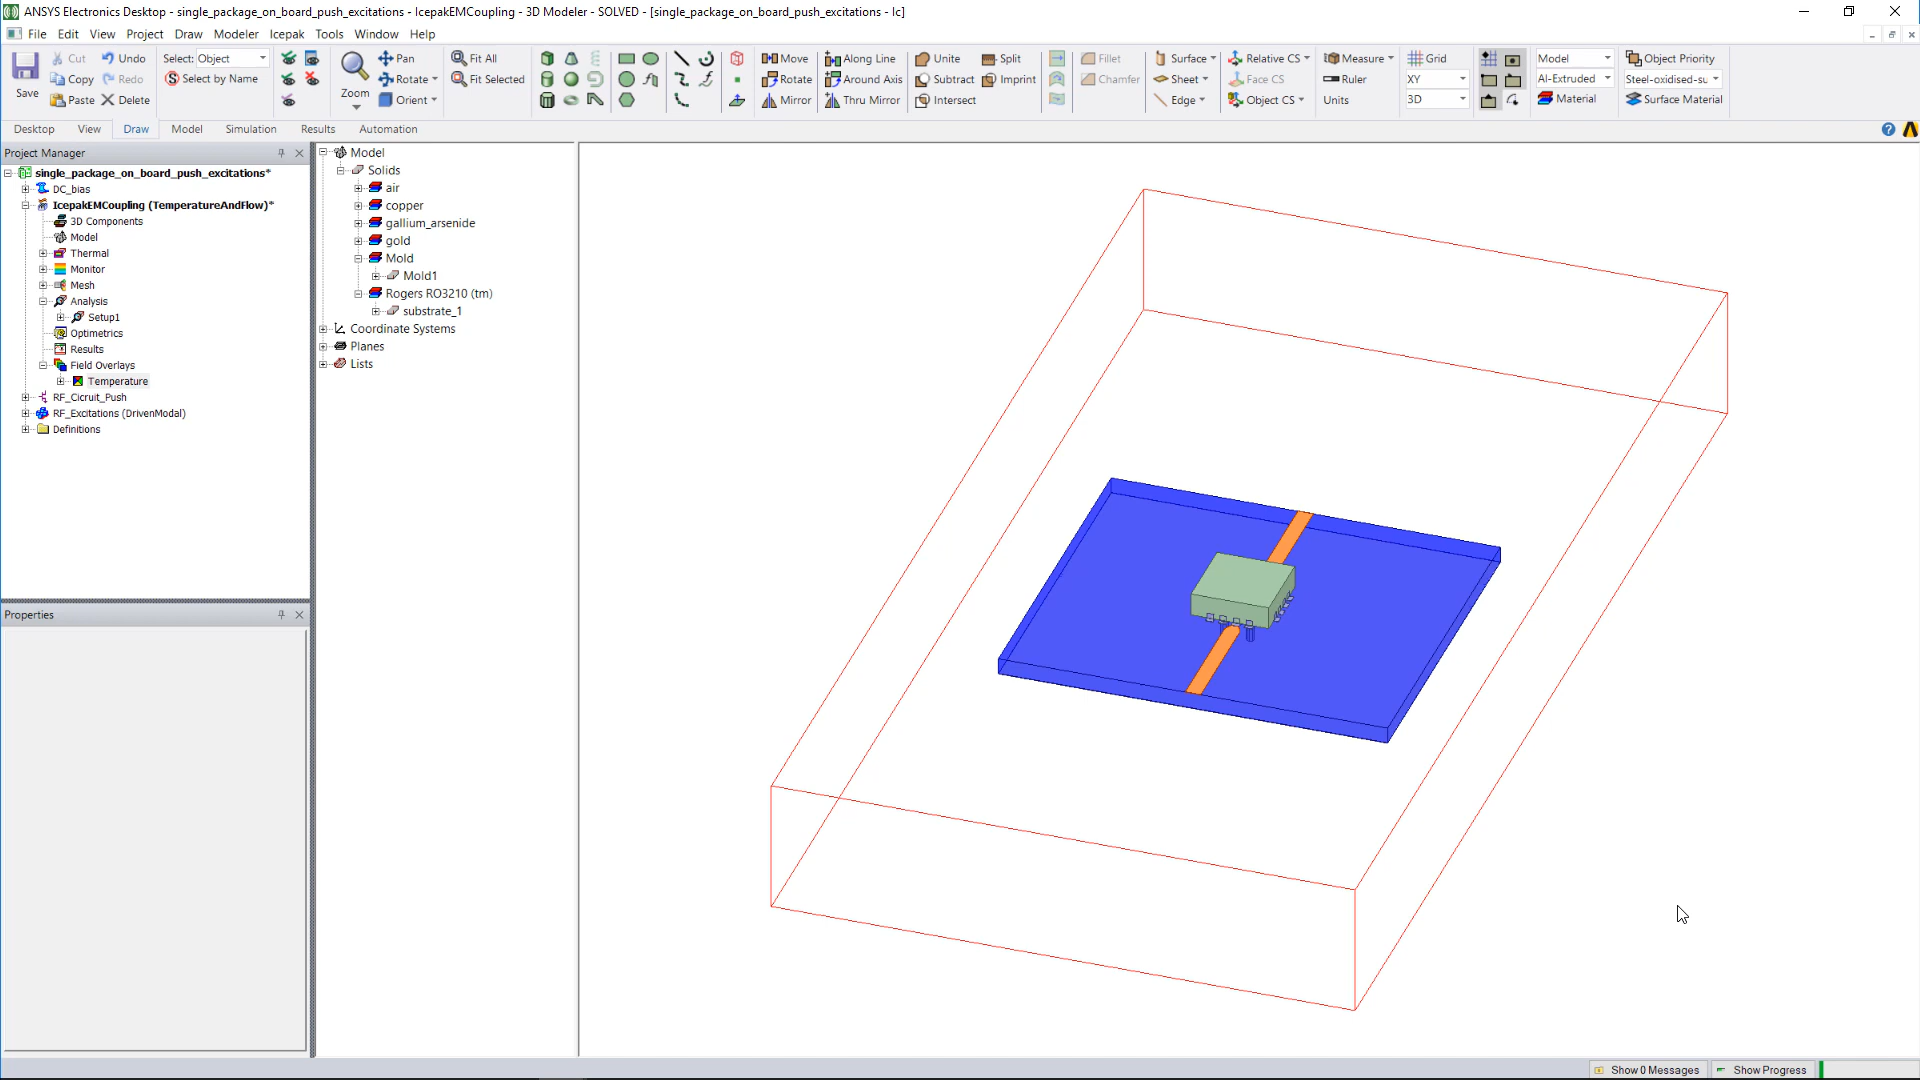 ANSYS Electronics Desktop - single_package_on_board_push_excitations - IcepakEMCoupling - 3D Modeler - SOLVED - [single_package_on_board_push_excitations - Ic]
File Edit View Project Draw Modeler Icepak Tools Window Help
Save
Cut
Copy
Paste
Undo
Redo
Delete
Select: Object
Select by Name
Zoom
Pan
Rotate
Orient
Fit All
Fit Selected
Move
Rotate
Mirror
Along Line
Around Axis
Thru Mirror
Unite
Subtract
Intersect
Split
Imprint
Fillet
Chamfer
Surface
Sheet
Edge
Relative CS
Face CS
Object CS
Measure
Ruler
Units
Grid
XY
3D
Model
Al-Extruded
Material
Object Priority
Steel-oxidised-su
Surface Material
Desktop View Draw Model Simulation Results Automation
Project Manager
single_package_on_board_push_excitations*
DC_bias
IcepakEMCoupling (TemperatureAndFlow)*
3D Components
Model
Thermal
Monitor
Mesh
Analysis
Setup1
Optimetrics
Results
Field Overlays
Temperature
RF_Cicruit_Push
RF_Excitations (DrivenModal)
Definitions
Properties
Model
Solids
air
copper
gallium_arsenide
gold
Mold
Mold1
Rogers RO3210 (tm)
substrate_1
Coordinate Systems
Planes
Lists
Show 0 Messages
Show Progress